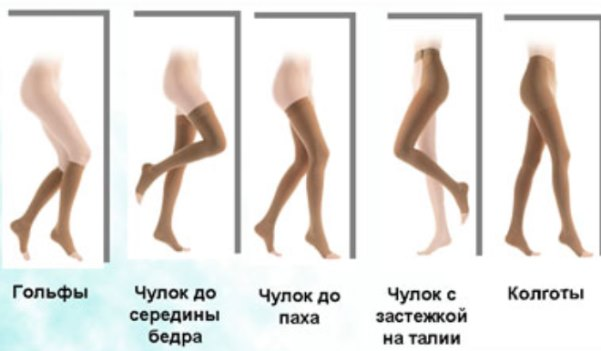 Гольфы
Чулок до
середины
бедра
Чулок до
паха
Чулок с
застежкой
на талии
Колготы